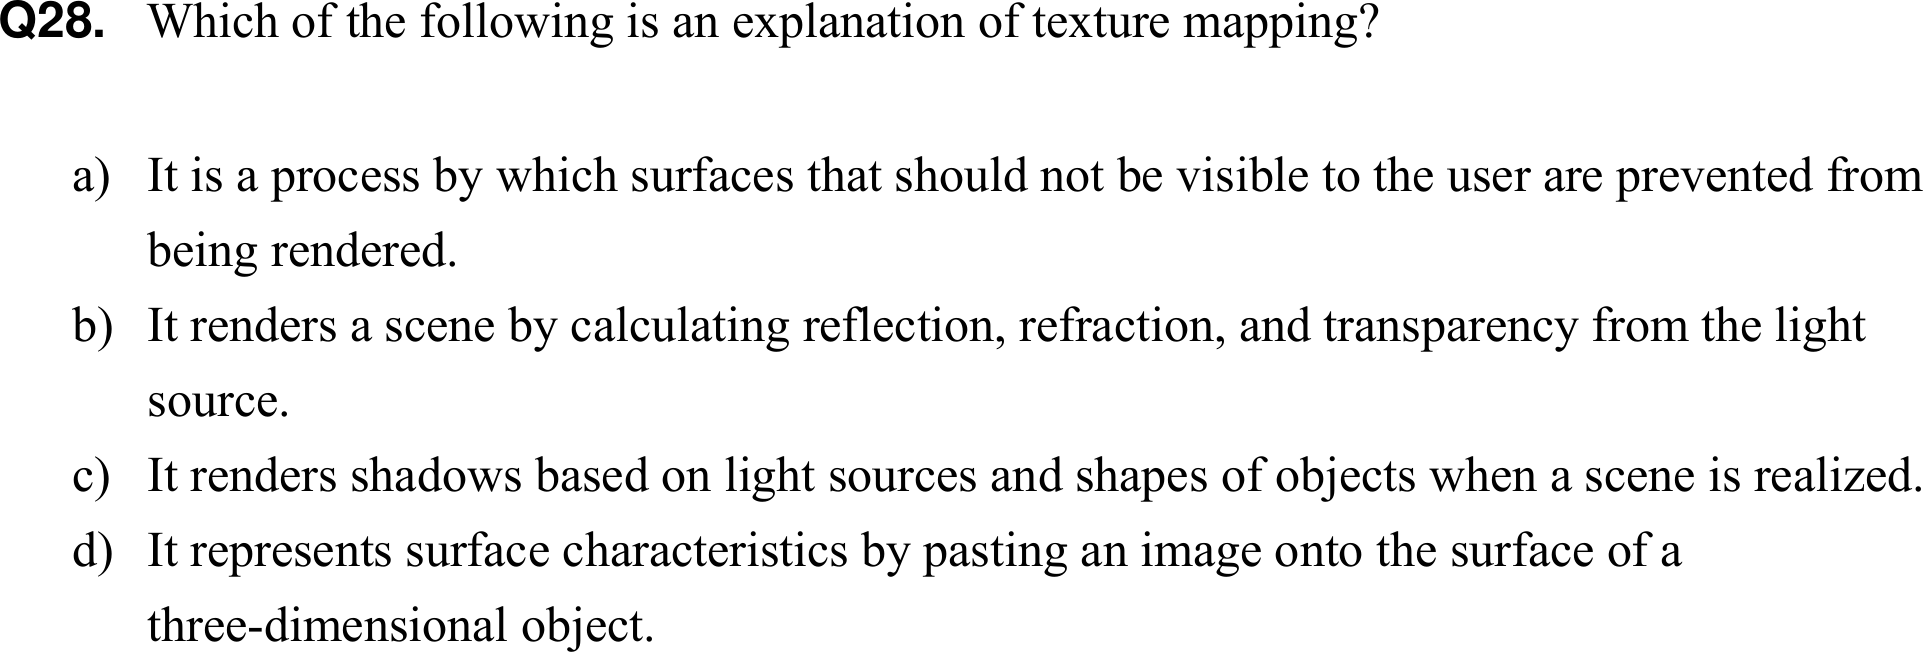 Q28. Which of the following is an explanation of texture mapping?
a) It is a process by which surfaces that should not be visible to the user are prevented from
being rendered.
b) It renders a scene by calculating reflection, refraction, and transparency from the light
source.
c) It renders shadows based on light sources and shapes of objects when a scene is realized.
d) It represents surface characteristics by pasting an image onto the surface of a
three-dimensional object.